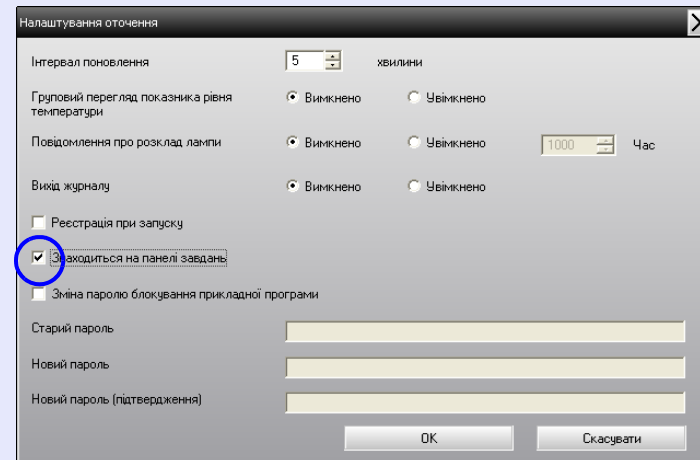 Налаштування оточення
Інтервал поновлення 5 хвилини
Груповий перегляд показника рівня температури Вимкнено Увімкнено
Повідомлення про розклад лампи Вимкнено Увімкнено 1000 Час
Вихід журналу Вимкнено Увімкнено
Реєстрація при запуску
Знаходиться на панелі завдань
Зміна паролю блокування прикладної програми
Старий пароль
Новий пароль
Новий пароль (підтвердження)
OK Скасувати